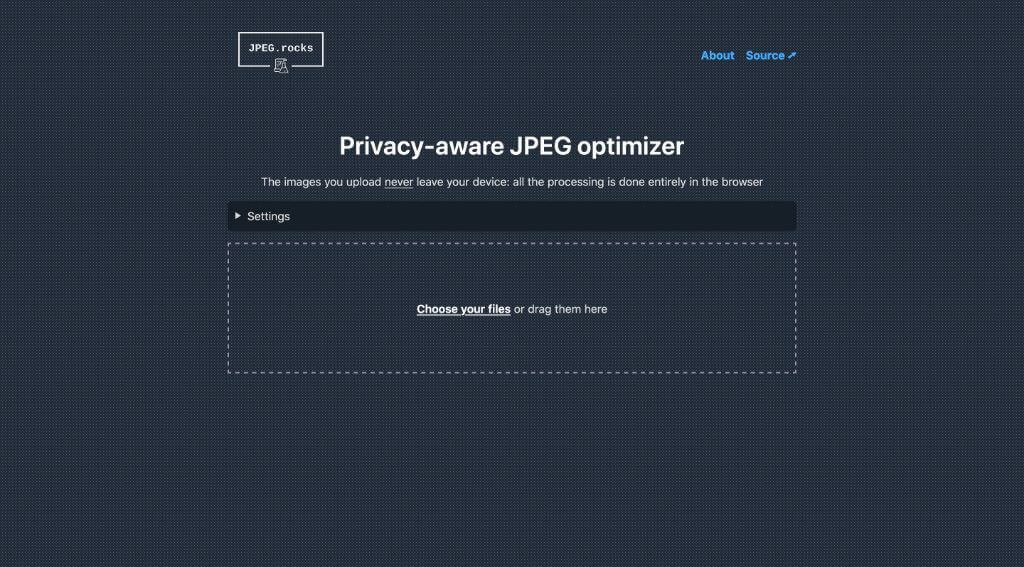 JPEG.rocks
About Source ↗
Privacy-aware JPEG optimizer
The images you upload never leave your device: all the processing is done entirely in the browser
Settings
Choose your files or drag them here